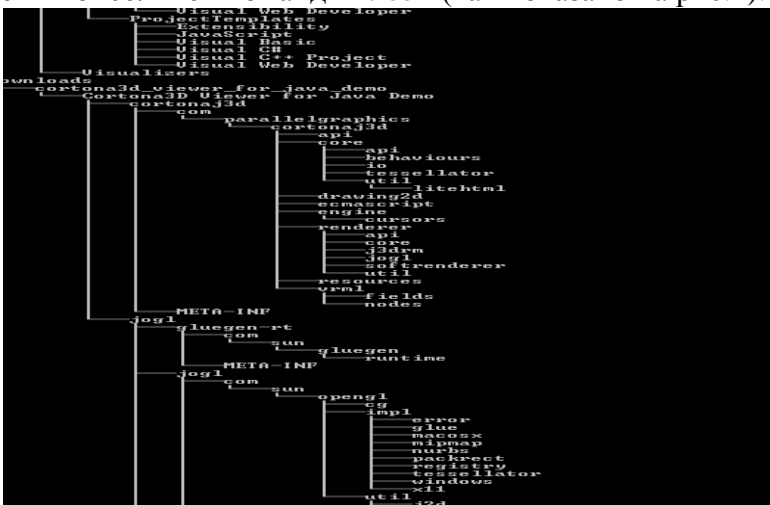 Visual Web Developer
ProjectTemplates
Extensibility
JavaScript
Visual Basic
Visual C#
Visual C++ Project
Visual Web Developer
Visualizers
ownloads
cortona3d_viewer_for_java_demo
Cortona3D Viewer for Java Demo
cortonaj3d
com
parallelgraphics
cortonaj3d
api
core
api
behaviours
io
tessellator
util
litehtml
drawing2d
ecmascript
engine
cursors
renderer
api
core
j3drm
jogl
softrenderer
util
resources
vrml
fields
nodes
META-INF
jogl
gluegen-rt
com
sun
gluegen
runtime
META-INF
jogl
com
sun
opengl
cg
impl
error
glue
macosx
mipmap
nurbs
packrect
registry
tessellator
windows
x11
util
j2d